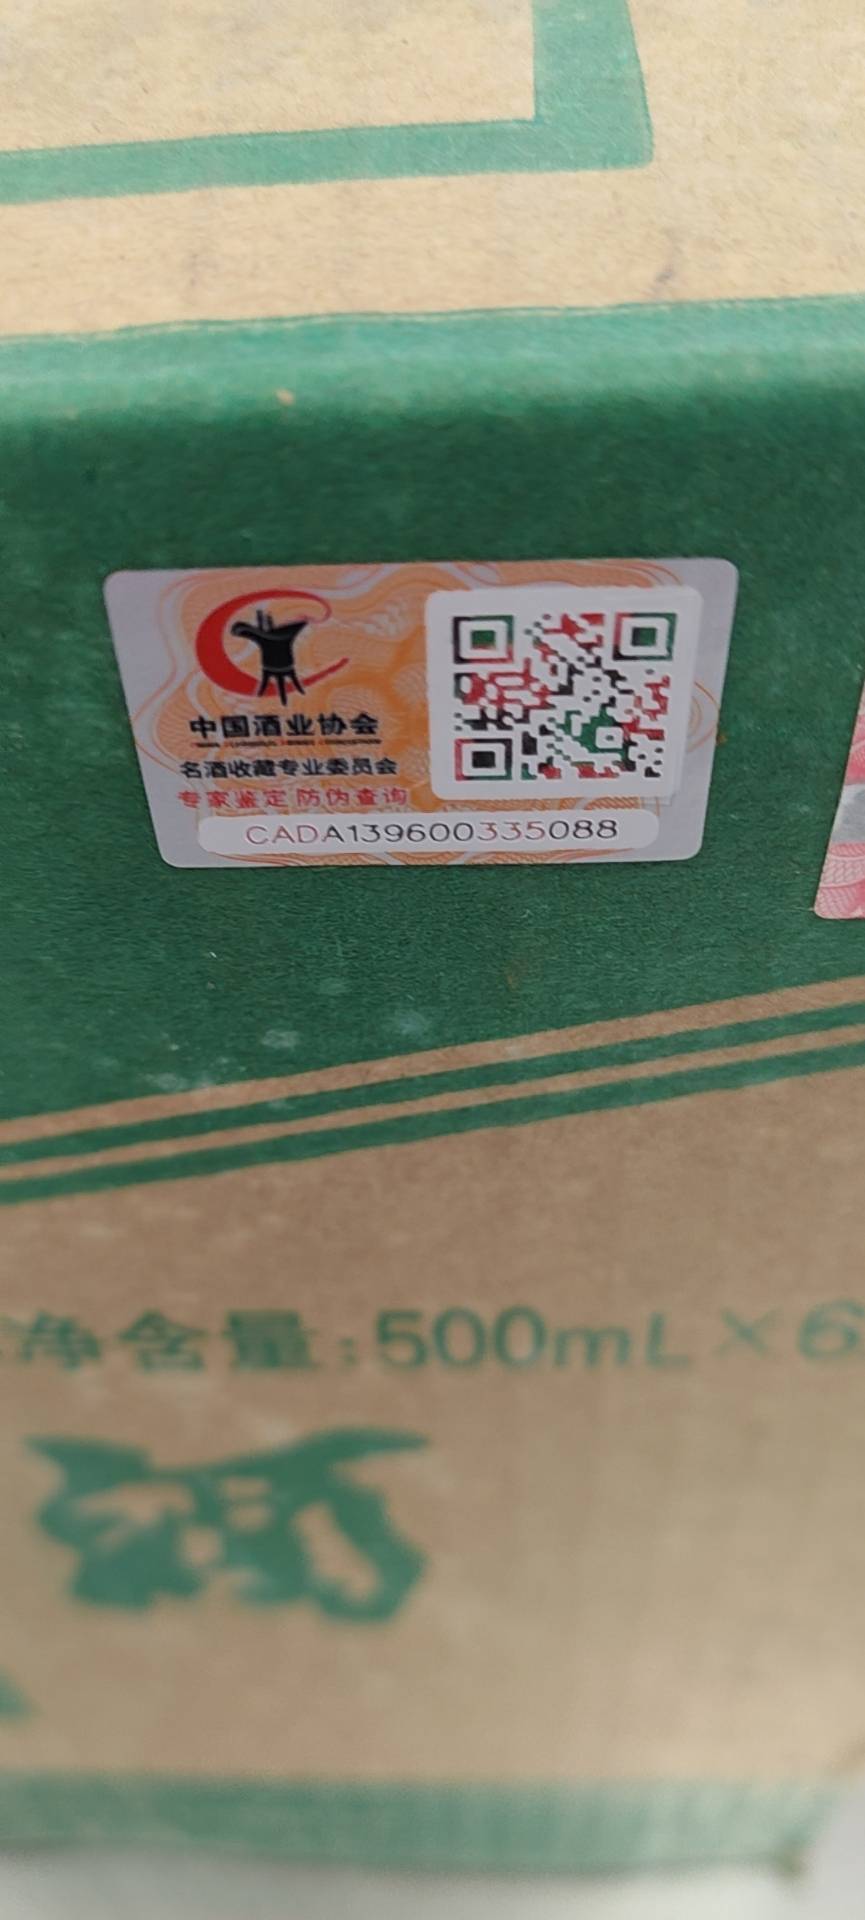 中国酒业协会
名酒收藏专业委员会
专家鉴定 防伪查询
CADA139600335088
净含量:500mL×6